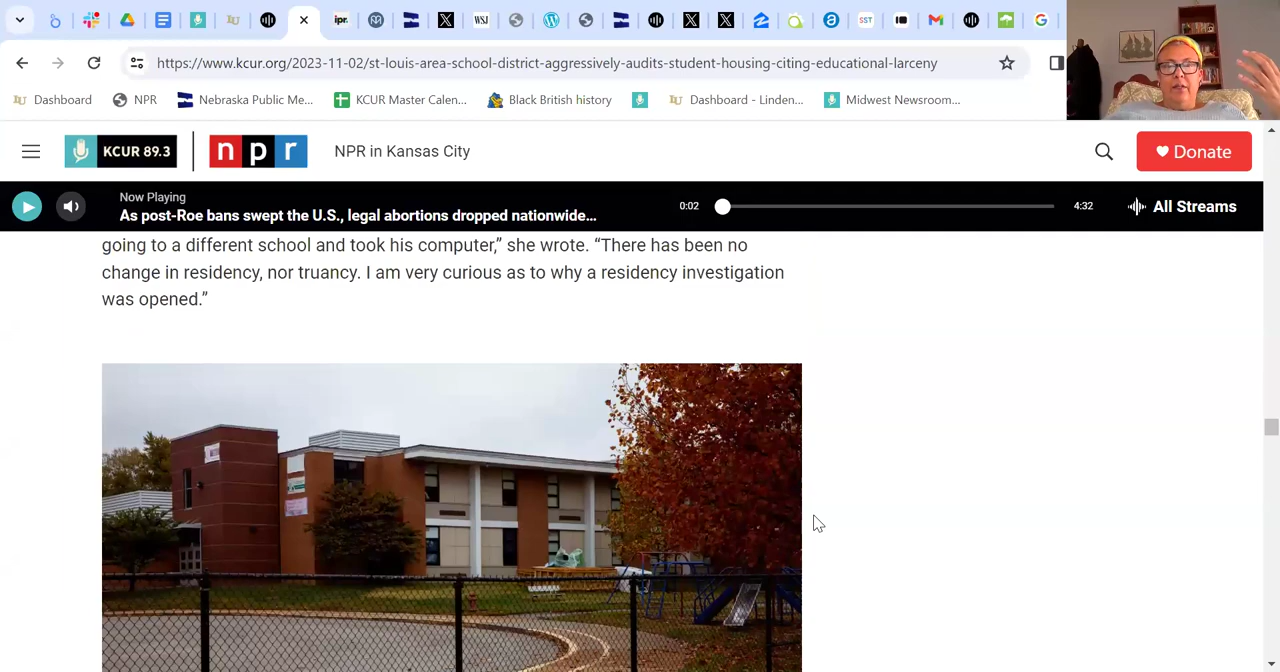 ipr.
WSJ
SST
https://www.kcur.org/2023-11-02/st-louis-area-school-district-aggressively-audits-student-housing-citing-educational-larceny
Dashboard
NPR
Nebraska Public Me...
KCUR Master Calen...
Black British history
Dashboard - Linden...
Midwest Newsroom...
KCUR 89.3
n p r
NPR in Kansas City
Donate
Now Playing
As post-Roe bans swept the U.S., legal abortions dropped nationwide...
0:02
4:32
All Streams
going to a different school and took his computer,” she wrote. “There has been no
change in residency, nor truancy. I am very curious as to why a residency investigation
was opened.”